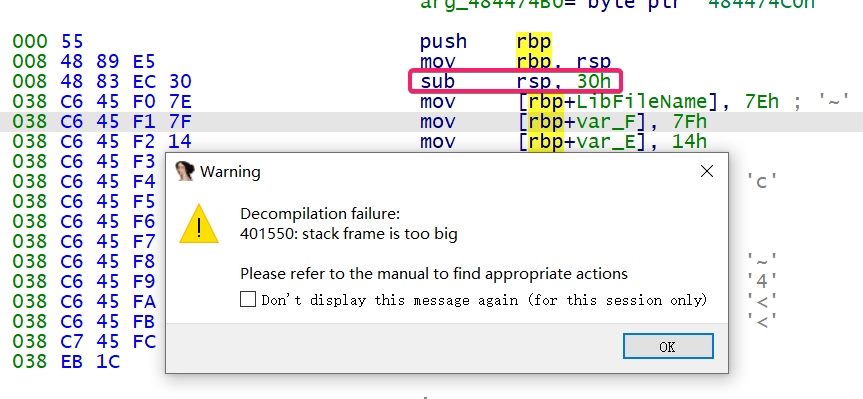 arg_484474B0= byte ptr  484474C0h
000 55 push rbp
008 48 89 E5 mov rbp, rsp
008 48 83 EC 30 sub rsp, 30h
038 C6 45 F0 7E mov [rbp+LibFileName], 7Eh ; '~'
038 C6 45 F1 7F mov [rbp+var_F], 7Fh
038 C6 45 F2 14 mov [rbp+var_E], 14h
038 C6 45 F3
038 C6 45 F4 'c'
038 C6 45 F5
038 C6 45 F6
038 C6 45 F7
038 C6 45 F8 '~'
038 C6 45 F9 '4'
038 C6 45 FA '<'
038 C6 45 FB '<'
038 C7 45 FC
038 EB 1C
Warning
Decompilation failure:
401550: stack frame is too big
Please refer to the manual to find appropriate actions
Don't display this message again (for this session only)
OK